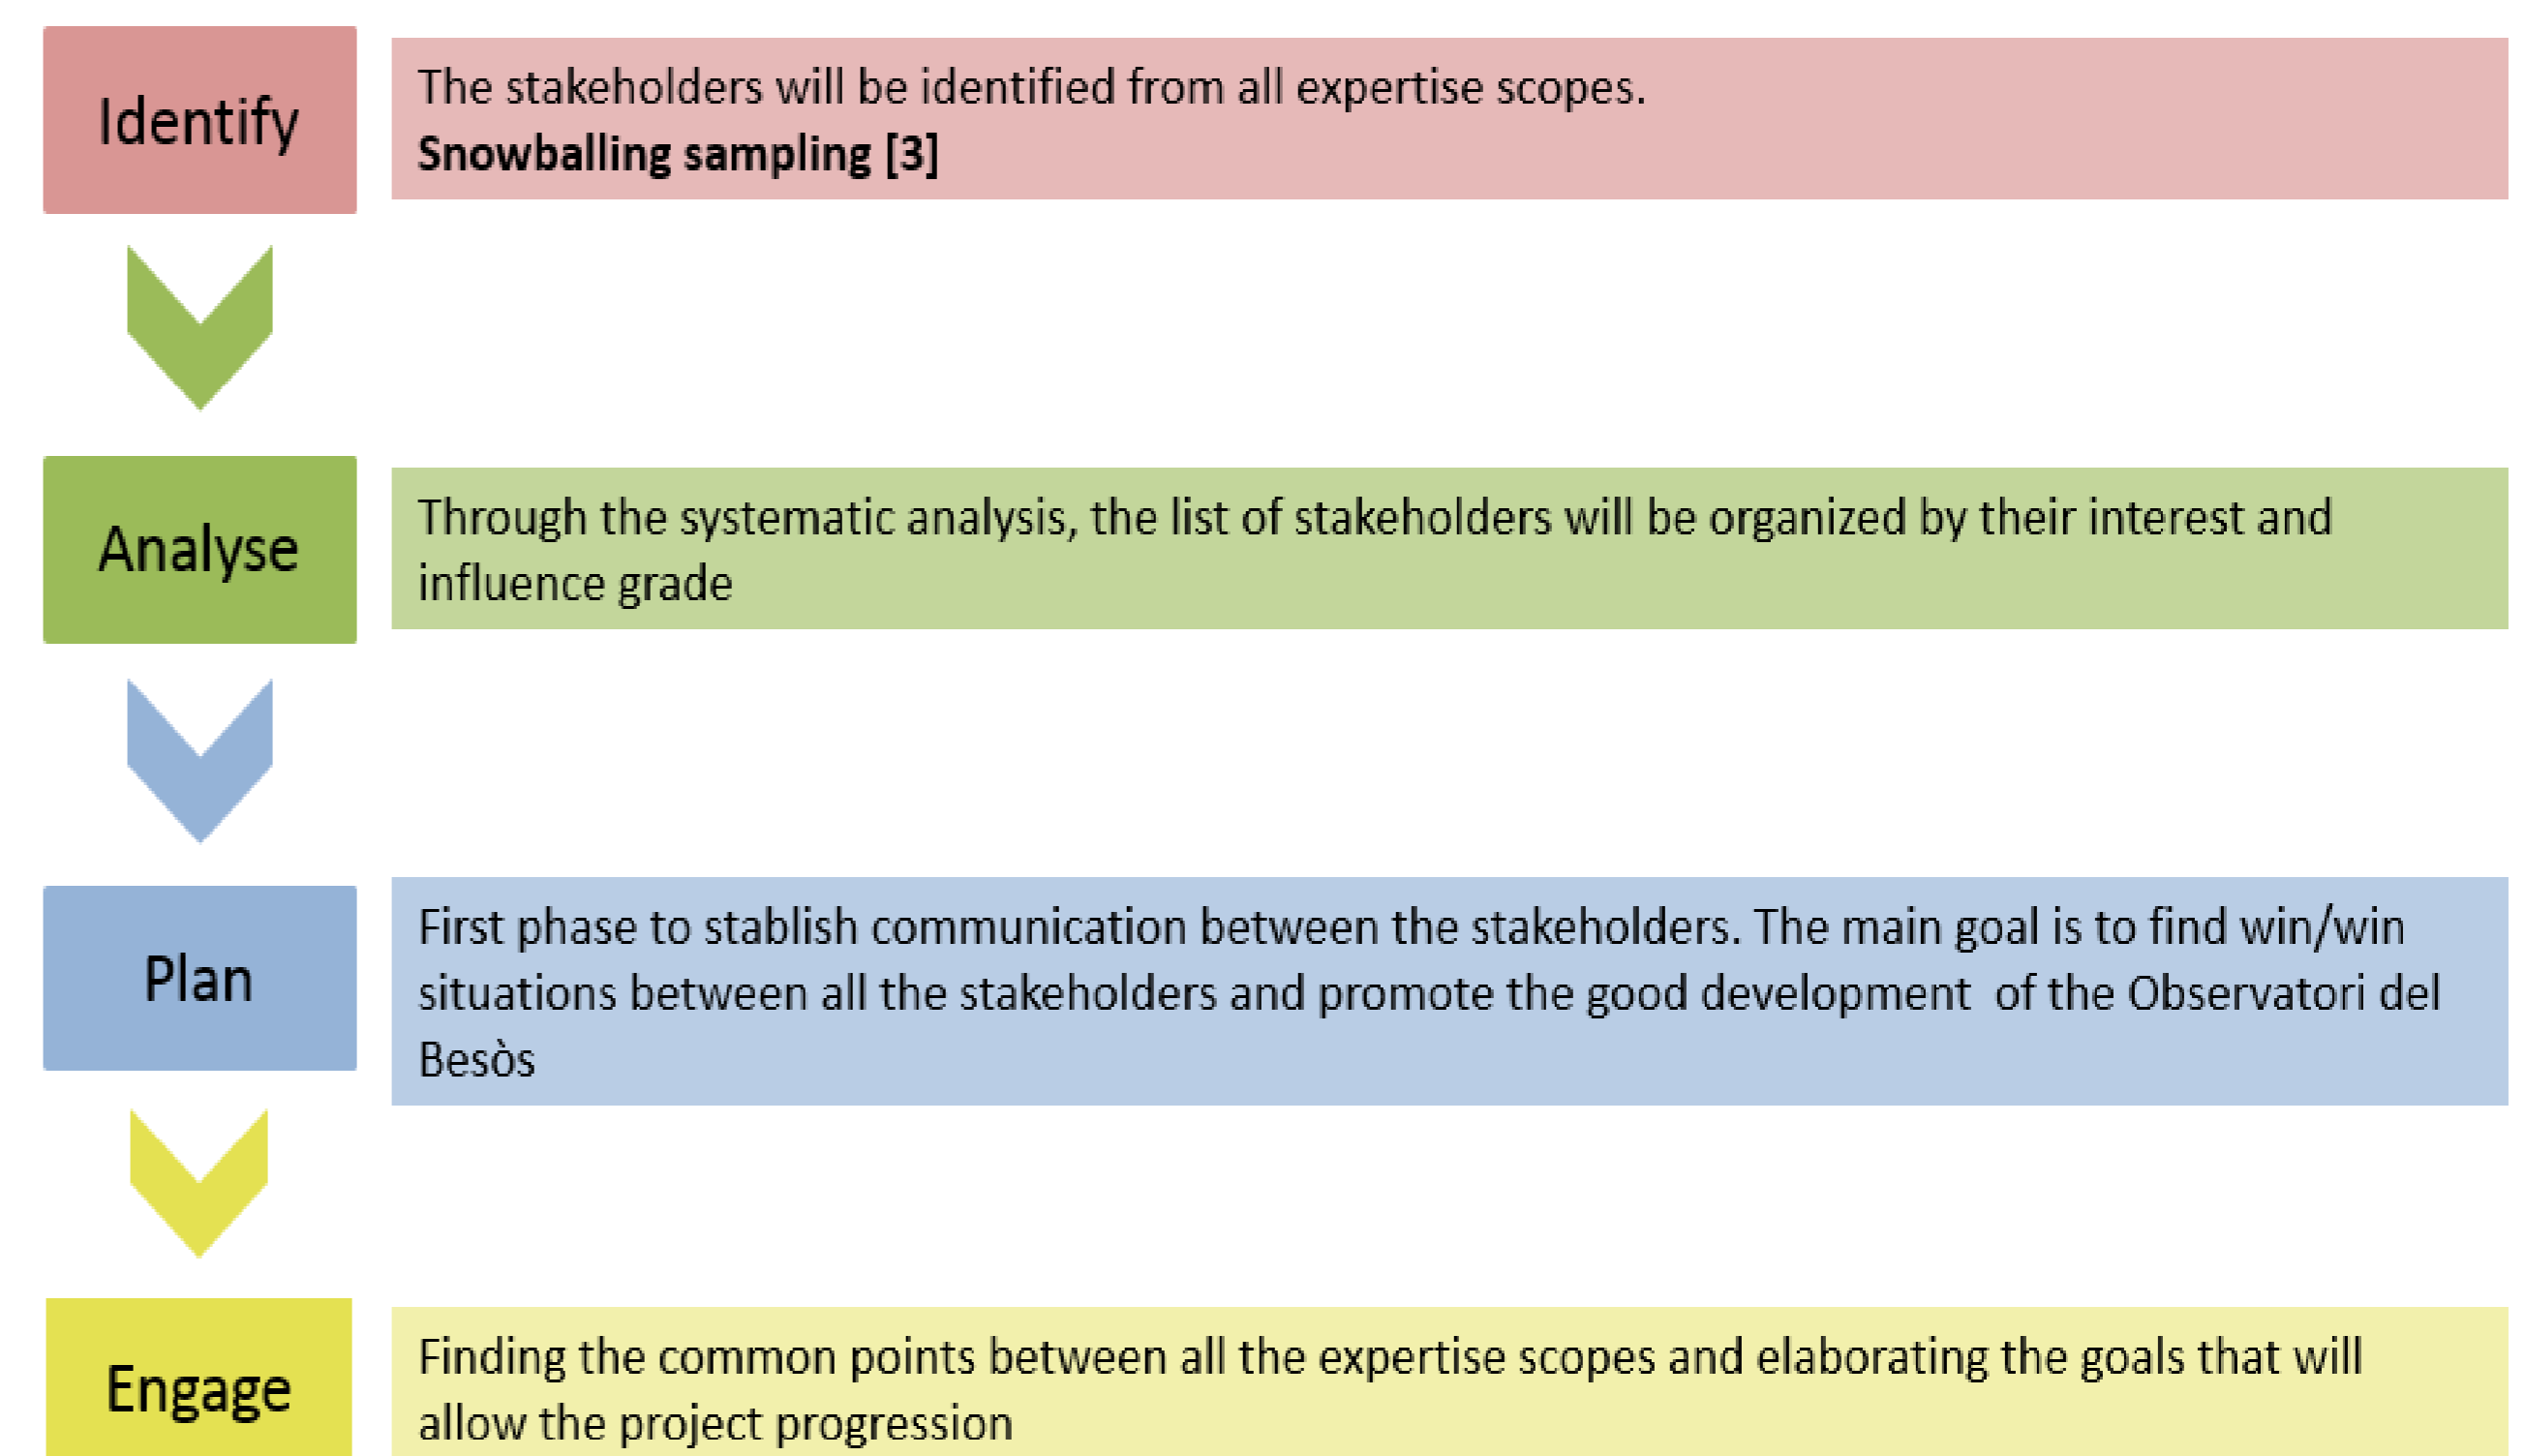 Identify
The stakeholders will be identified from all expertise scopes.
Snowballing sampling [3]
Analyse
Through the systematic analysis, the list of stakeholders will be organized by their interest and
influence grade
Plan
First phase to stablish communication between the stakeholders. The main goal is to find win/win
situations between all the stakeholders and promote the good development  of the Observatori del
Besòs
Engage
Finding the common points between all the expertise scopes and elaborating the goals that will
allow the project progression